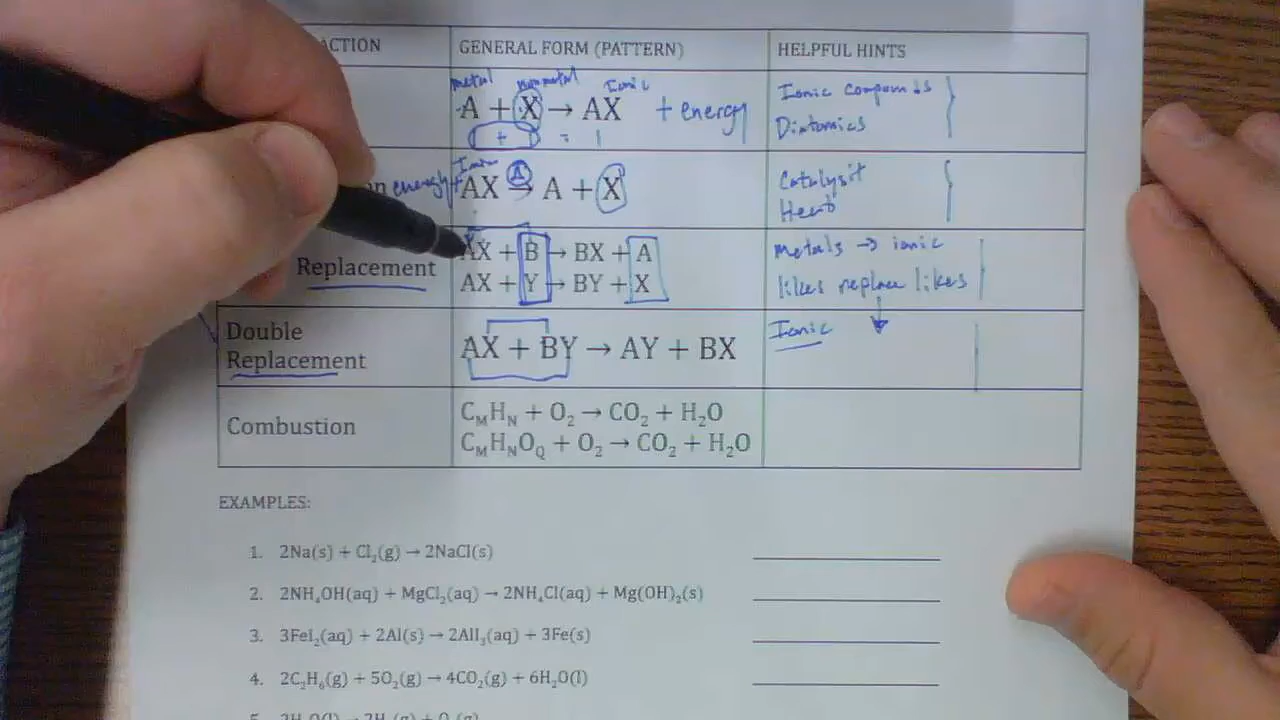 ACTION GENERAL FORM (PATTERN) HELPFUL HINTS
metal nonmetal Ionic
A + X → AX + energy
+ = 1
Ionic compounds
Diatomics
energy + AX → A + X
Catalysit
Heat
Replacement
AX + B → BX + A
AX + Y → BY + X
metals → ionic
likes replace likes
Double
Replacement
AX + BY → AY + BX
Ionic
Combustion
CMHN + O2 → CO2 + H2O
CMHNOQ + O2 → CO2 + H2O
EXAMPLES:
1. 2Na(s) + Cl2(g) → 2NaCl(s)
2. 2NH4OH(aq) + MgCl2(aq) → 2NH4Cl(aq) + Mg(OH)2(s)
3. 3FeI2(aq) + 2Al(s) → 2AlI3(aq) + 3Fe(s)
4. 2C2H6(g) + 5O2(g) → 4CO2(g) + 6H2O(l)